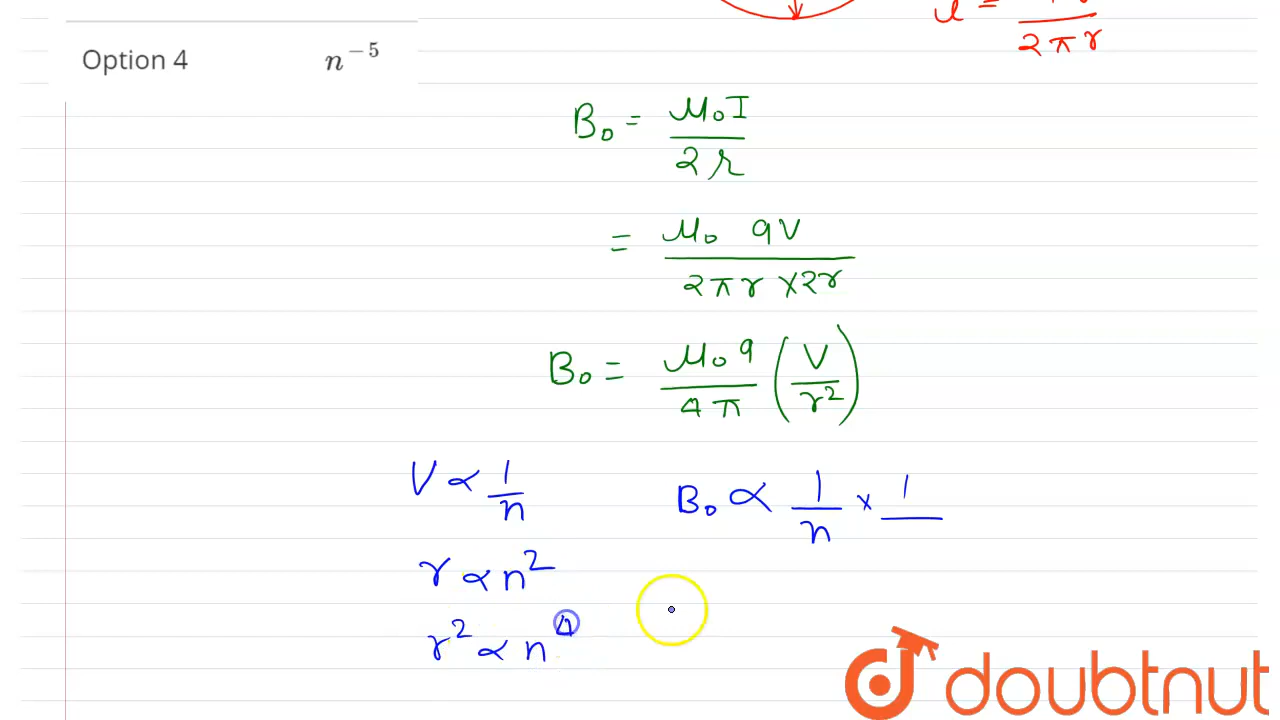 2πr
Option 4 n⁻⁵
B₀ = μ₀I / 2r
= μ₀ qV / 2πr × 2r
B₀ = μ₀q / 4π (V / r²)
V ∝ 1/n B₀ ∝ 1/n × 1/
r ∝ n²
r² ∝ n⁴
doubtnut